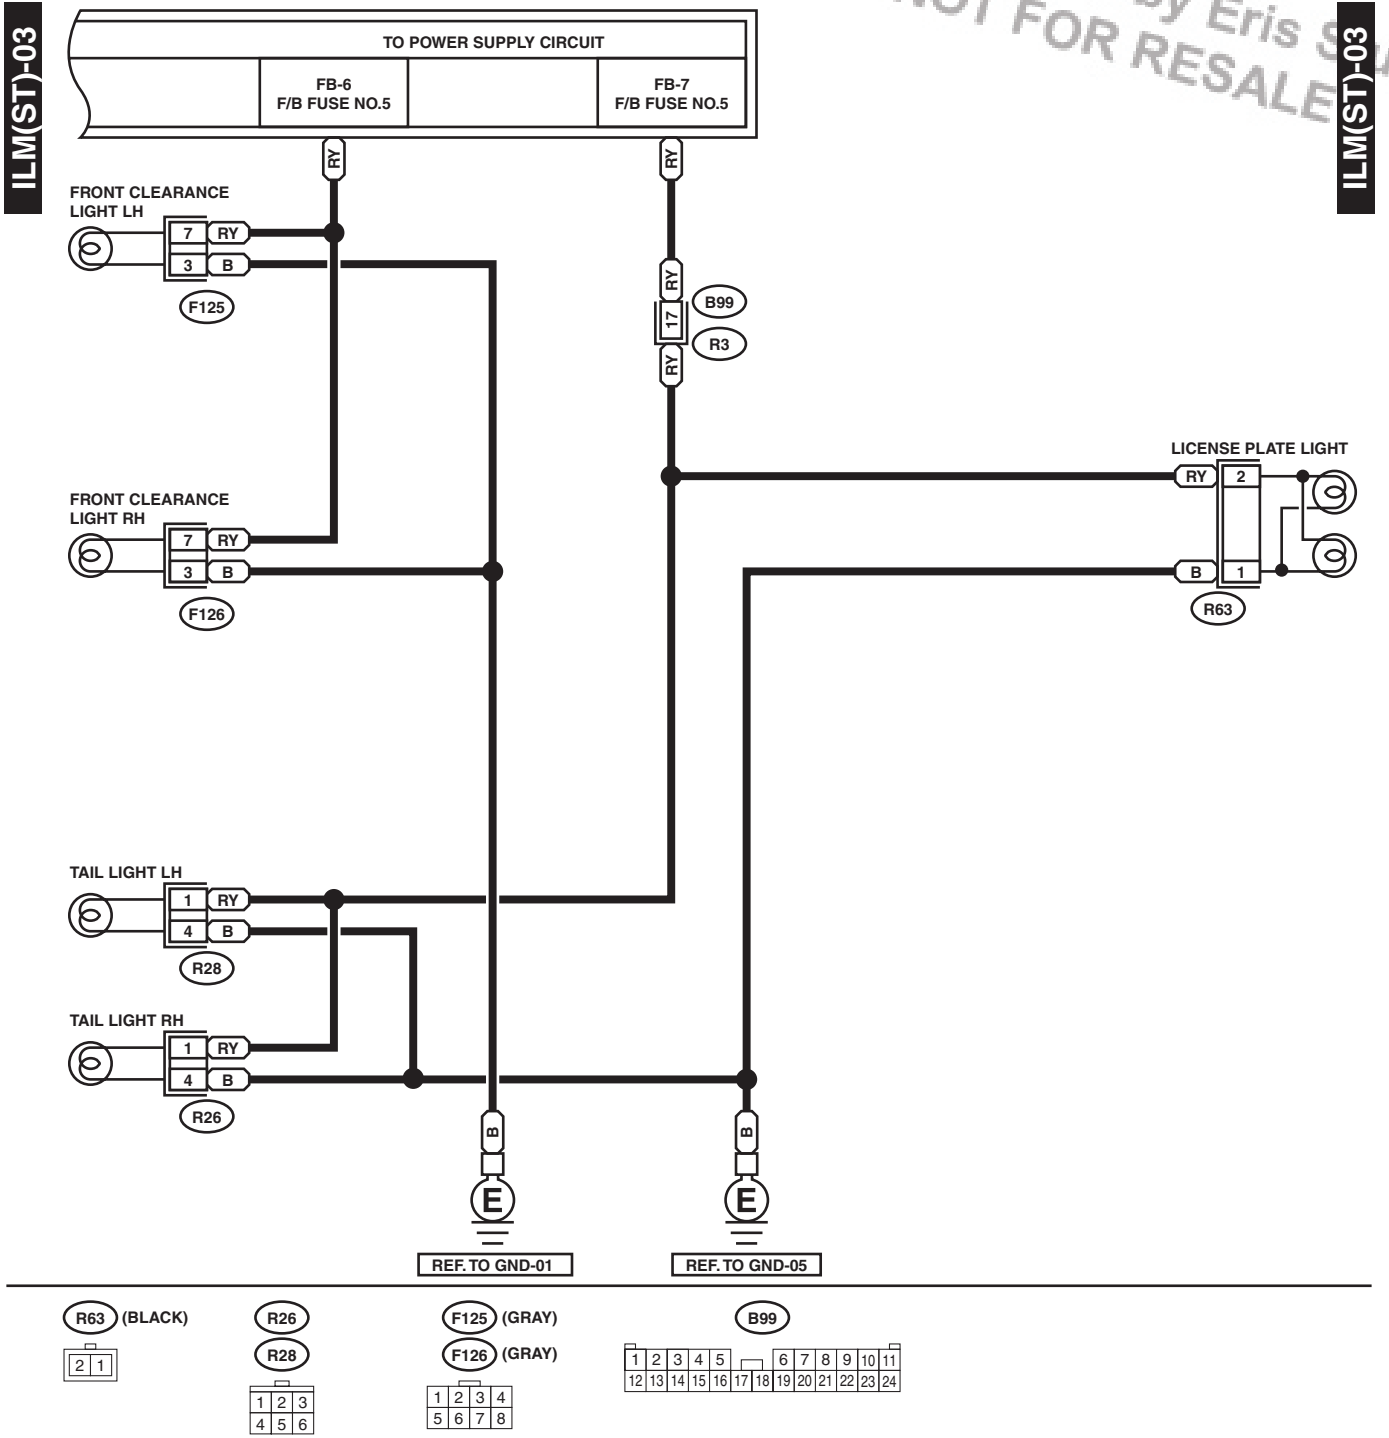 by Eris
NOT FOR RESALE
ILM(ST)-03
ILM(ST)-03
TO POWER SUPPLY CIRCUIT
FB-6
F/B FUSE NO.5
FB-7
F/B FUSE NO.5
RY
RY
FRONT CLEARANCE
LIGHT LH
7 RY
3 B
F125
RY
17
RY
B99
R3
LICENSE PLATE LIGHT
RY 2
B 1
R63
FRONT CLEARANCE
LIGHT RH
7 RY
3 B
F126
TAIL LIGHT LH
1 RY
4 B
R28
TAIL LIGHT RH
1 RY
4 B
R26
B
B
E
E
REF. TO GND-01
REF. TO GND-05
R63 (BLACK)
2 1
R26
R28
1 2 3
4 5 6
F125 (GRAY)
F126 (GRAY)
1 2 3 4
5 6 7 8
B99
1 2 3 4 5 6 7 8 9 10 11
12 13 14 15 16 17 18 19 20 21 22 23 24